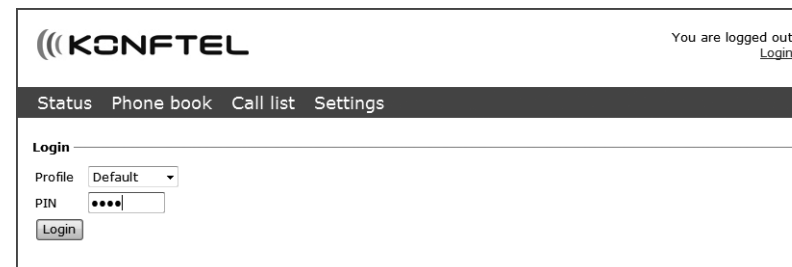 KONFTEL
You are logged out
Login
Status Phone book Call list Settings
Login
Profile Default
PIN ••••
Login